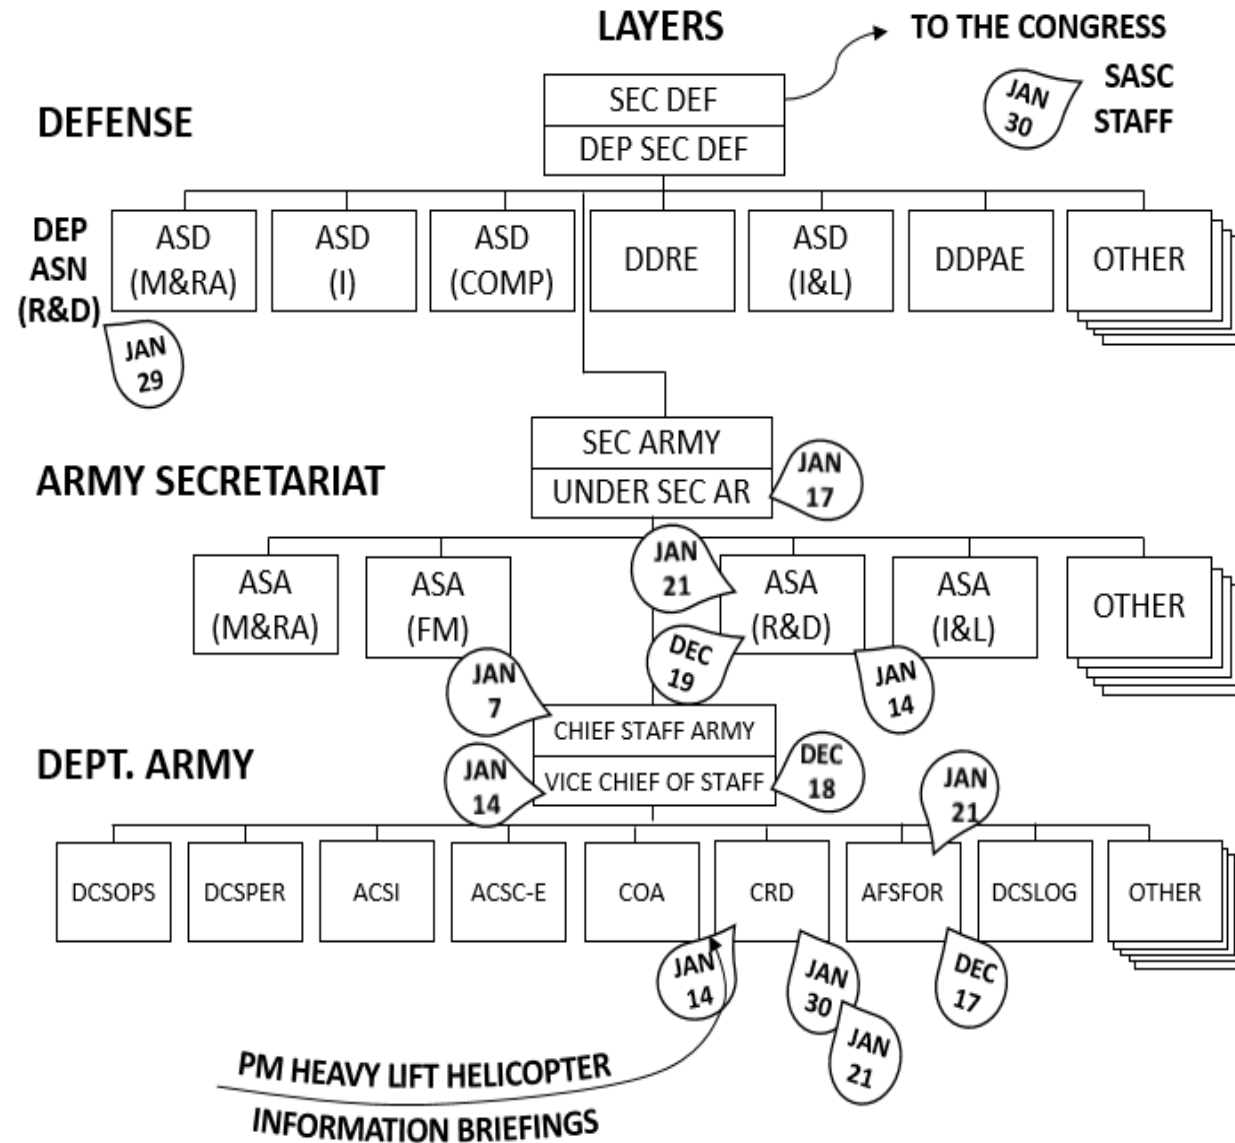 LAYERS
TO THE CONGRESS
SEC DEF
JAN
30
SASC
STAFF
DEFENSE
DEP SEC DEF
DEP
ASN
(R&D)
ASD
(M&RA)
ASD
(I)
ASD
(COMP)
DDRE
ASD
(I&L)
DDPAE
OTHER
JAN
29
SEC ARMY
ARMY SECRETARIAT
UNDER SEC AR
JAN
17
JAN
21
ASA
(M&RA)
ASA
(FM)
ASA
(R&D)
ASA
(I&L)
OTHER
JAN
7
DEC
19
JAN
14
CHIEF STAFF ARMY
DEPT. ARMY
JAN
14
VICE CHIEF OF STAFF
DEC
18
JAN
21
DCSOPS
DCSPER
ACSI
ACSC-E
COA
CRD
AFSFOR
DCSLOG
OTHER
JAN
14
JAN
30
DEC
17
JAN
21
PM HEAVY LIFT HELICOPTER
INFORMATION BRIEFINGS